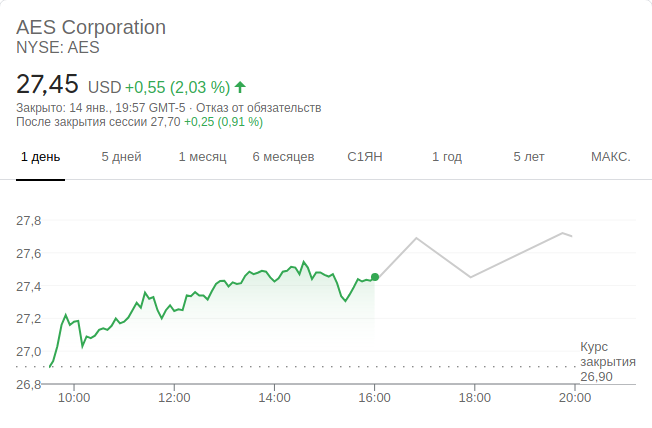 AES Corporation
NYSE: AES
27,45 USD +0,55 (2,03 %)
Закрыто: 14 янв., 19:57 GMT-5 · Отказ от обязательств
После закрытия сессии 27,70 +0,25 (0,91 %)
1 день 5 дней 1 месяц 6 месяцев С1ЯН 1 год 5 лет МАКС.
27,8
27,6
27,4
27,2
27,0
26,8
Курс
закрытия
26,90
10:00 12:00 14:00 16:00 18:00 20:00